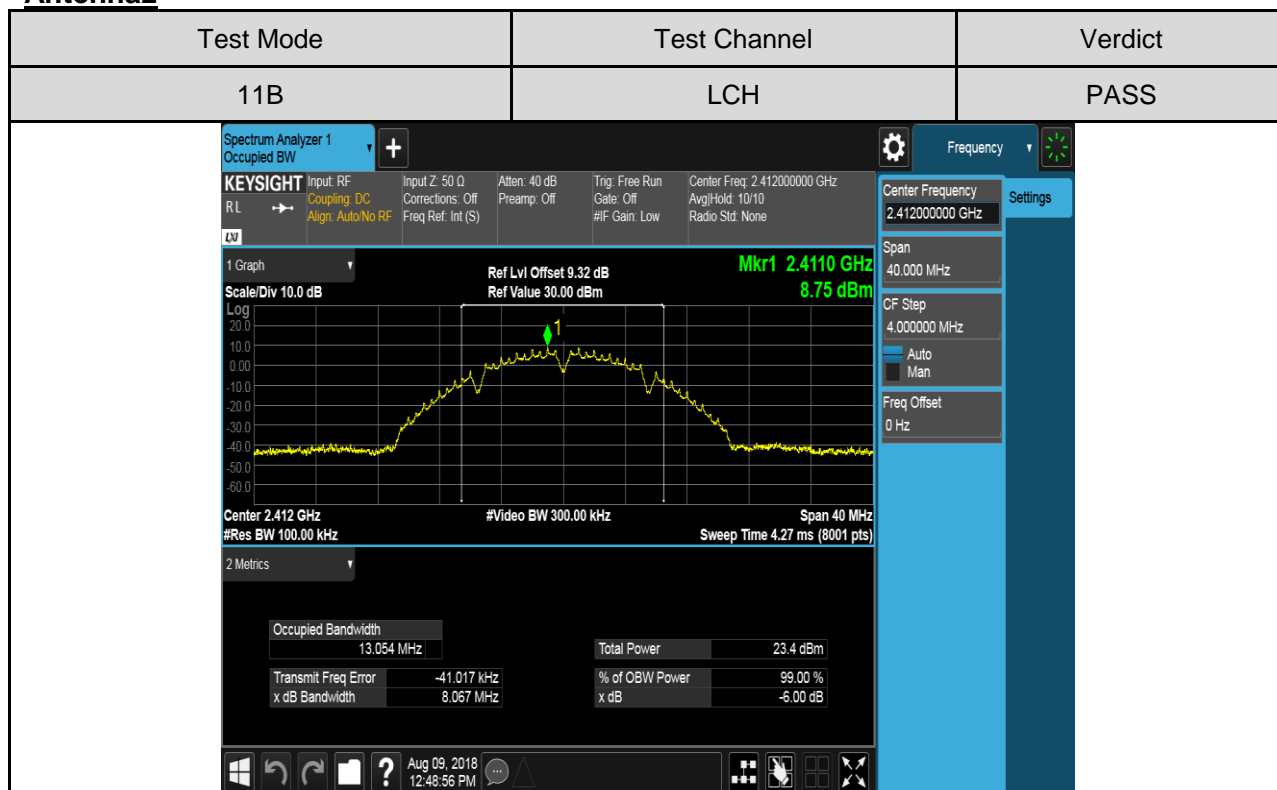 Antenna2
Test Mode Test Channel Verdict
11B LCH PASS
Spectrum Analyzer 1
Occupied BW
+
Frequency
KEYSIGHT
RL
LXI
Input: RF
Coupling: DC
Align: Auto/No RF
Input Z: 50 Ω
Corrections: Off
Freq Ref: Int (S)
Atten: 40 dB
Preamp: Off
Trig: Free Run
Gate: Off
#IF Gain: Low
Center Freq: 2.412000000 GHz
Avg|Hold: 10/10
Radio Std: None
Center Frequency
2.412000000 GHz
Settings
Span
40.000 MHz
CF Step
4.000000 MHz
Auto
Man
Freq Offset
0 Hz
1 Graph
Scale/Div 10.0 dB
Ref Lvl Offset 9.32 dB
Ref Value 30.00 dBm
Mkr1 2.4110 GHz
8.75 dBm
Log
20.0
10.0
0.00
-10.0
-20.0
-30.0
-40.0
-50.0
-60.0
1
Center 2.412 GHz
#Res BW 100.00 kHz
#Video BW 300.00 kHz
Span 40 MHz
Sweep Time 4.27 ms (8001 pts)
2 Metrics
Occupied Bandwidth
13.054 MHz
Total Power 23.4 dBm
Transmit Freq Error -41.017 kHz
% of OBW Power 99.00 %
x dB Bandwidth 8.067 MHz
x dB -6.00 dB
?
Aug 09, 2018
12:48:56 PM